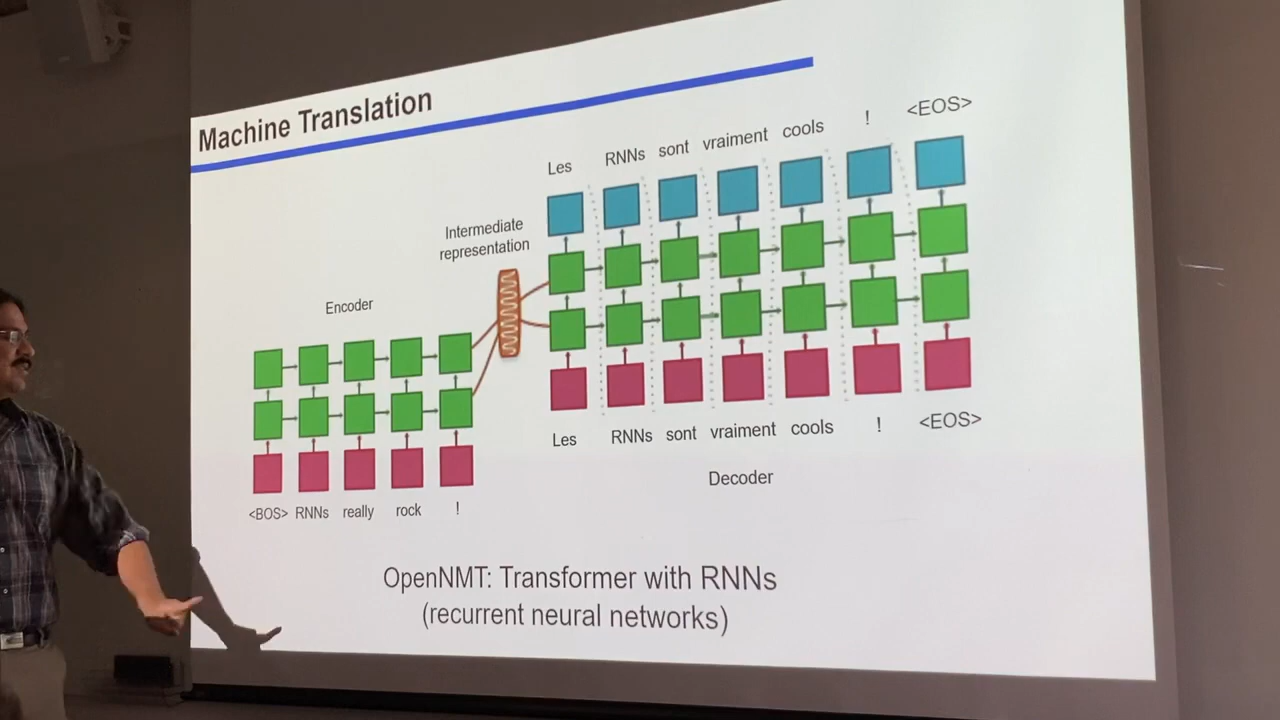 Machine Translation
Les RNNs sont vraiment cools ! <EOS>
Intermediate
representation
Encoder
<BOS> RNNs really rock !
Les RNNs sont vraiment cools ! <EOS>
Decoder
OpenNMT: Transformer with RNNs
(recurrent neural networks)